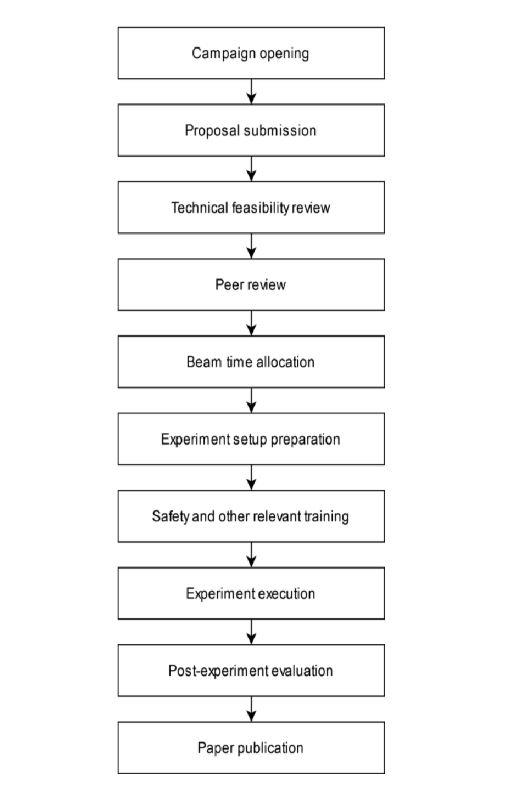 Campaign opening
Proposal submission
Technical feasibility review
Peer review
Beam time allocation
Experiment setup preparation
Safety and other relevant training
Experiment execution
Post-experiment evaluation
Paper publication